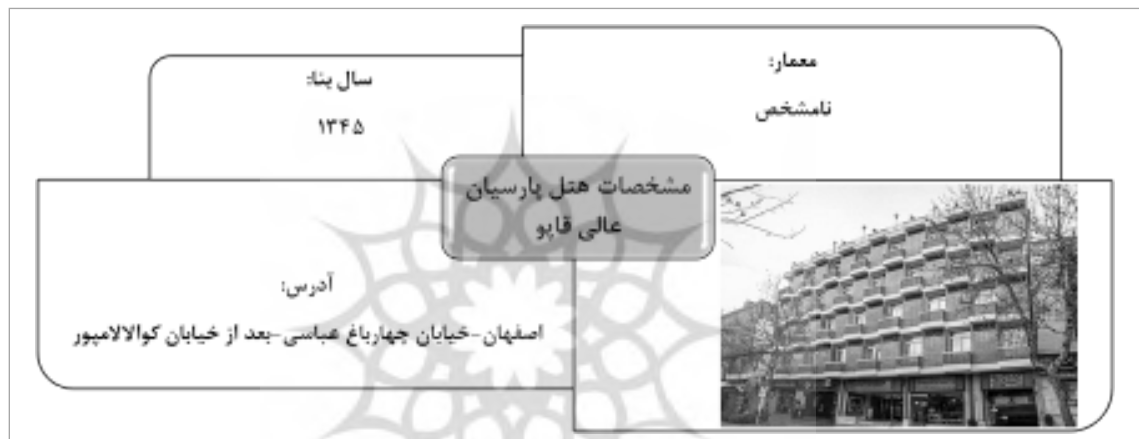 معمار:
نامشخص
سال بنا:
۱۳۴۵
مشخصات هتل پارسیان
عالی قاپو
آدرس:
اصفهان-خیابان چهارباغ عباسی-بعد از خیابان کوالالامپور